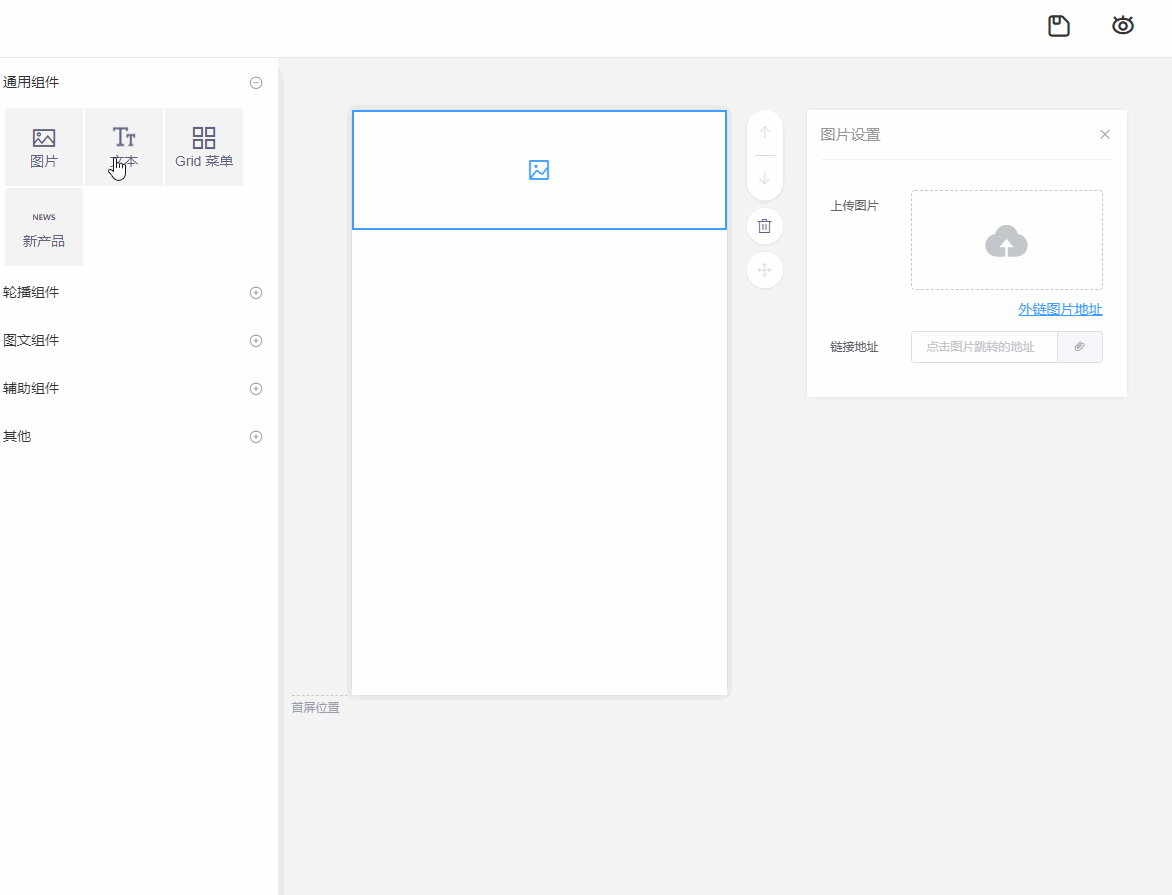 通用组件
图片
文本
Grid 菜单
NEWS
新产品
轮播组件
图文组件
辅助组件
其他
首屏位置
图片设置
上传图片
外链图片地址
链接地址
点击图片跳转的地址